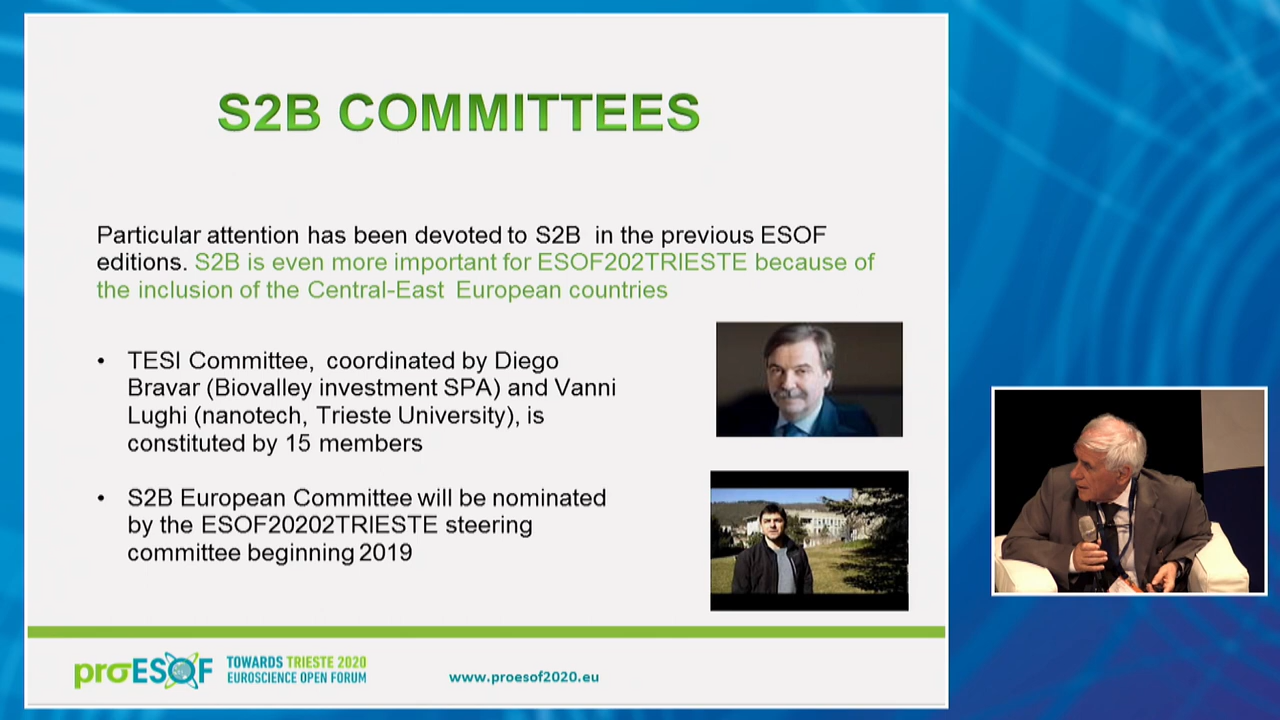 S2B COMMITTEES
Particular attention has been devoted to S2B in the previous ESOF
editions. S2B is even more important for ESOF202TRIESTE because of
the inclusion of the Central-East European countries
• TESI Committee, coordinated by Diego
Bravar (Biovalley investment SPA) and Vanni
Lughi (nanotech, Trieste University), is
constituted by 15 members
• S2B European Committee will be nominated
by the ESOF20202TRIESTE steering
committee beginning 2019
proESOF
TOWARDS TRIESTE 2020
EUROSCIENCE OPEN FORUM
www.proesof2020.eu